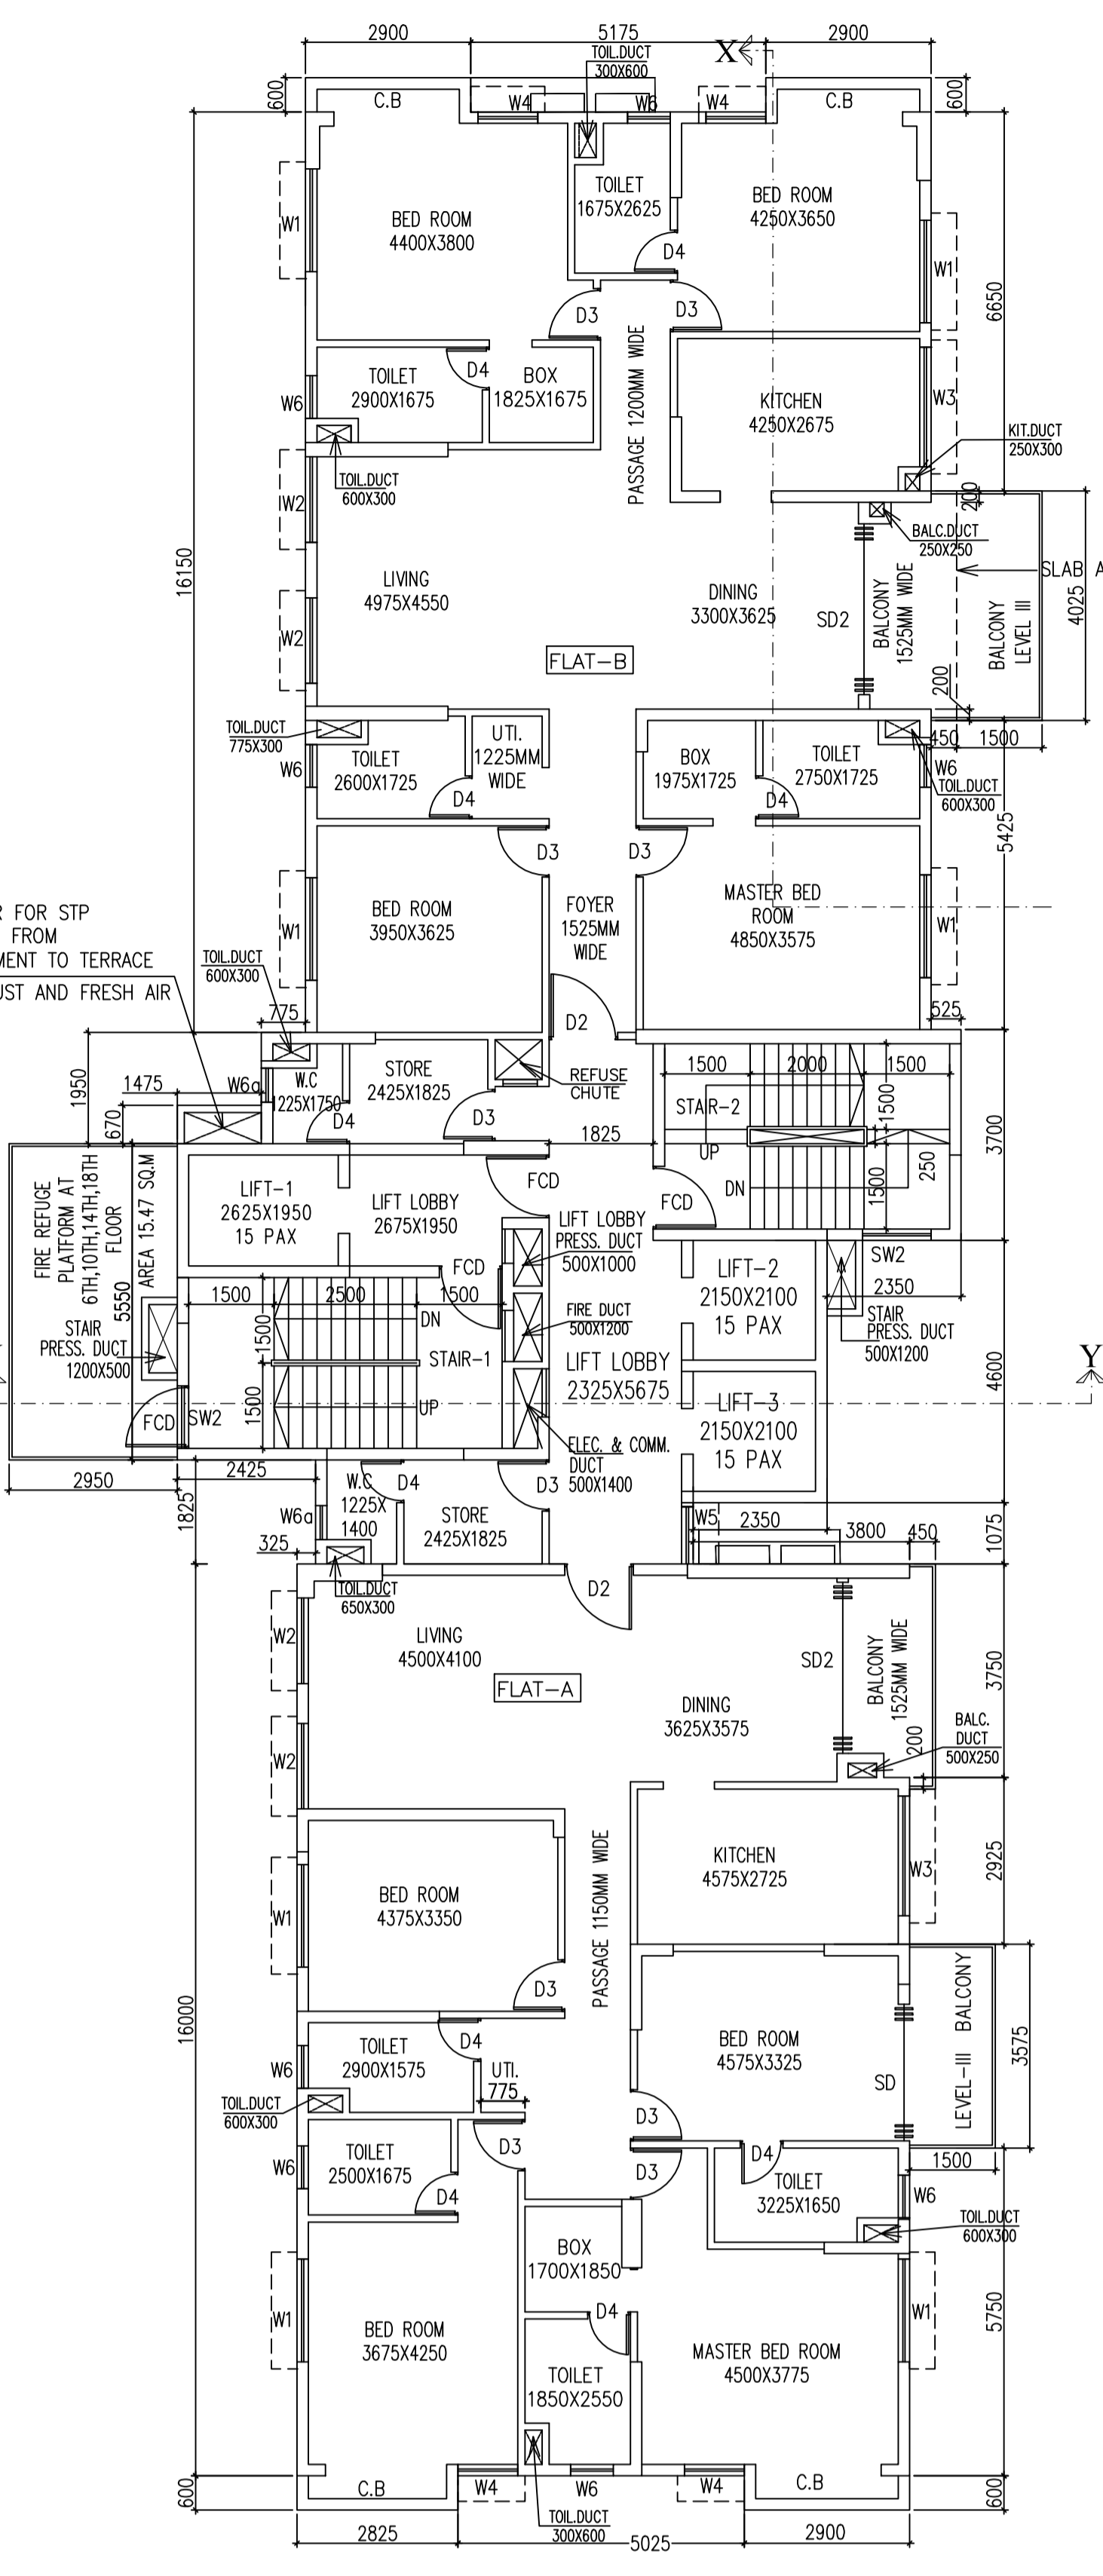 2900
5175
2900
X
TOIL.DUCT
300X600
600
C.B
W4
W6
W4
C.B
600
TOILET
1675X2625
BED ROOM
4400X3800
BED ROOM
4250X3650
W1
W1
D4
D3
D3
6650
PASSAGE 1200MM WIDE
TOILET
2900X1675
D4
BOX
1825X1675
KITCHEN
4250X2675
W6
W3
KIT.DUCT
250X300
TOIL.DUCT
600X300
W2
200
BALC.DUCT
250X250
16150
LIVING
4975X4550
DINING
3300X3625
SD2
BALCONY
1525MM WIDE
SLAB A
BALCONY
LEVEL III
4025
W2
FLAT-B
200
450
1500
TOIL.DUCT
775X300
W6
TOILET
2600X1725
D4
UTI.
1225MM
WIDE
BOX
1975X1725
TOILET
2750X1725
D4
W6
TOIL.DUCT
600X300
5425
D3
D3
BED ROOM
3950X3625
FOYER
1525MM
WIDE
MASTER BED
ROOM
4850X3575
W1
W1
R FOR STP
FROM
MENT TO TERRACE
UST AND FRESH AIR
TOIL.DUCT
600X300
775
D2
525
1950
1475
670
W6a
W.C
1225X1750
D4
STORE
2425X1825
D3
REFUSE
CHUTE
1500
2000
1500
STAIR-2
1500
3700
1825
UP
DN
1500
250
FIRE REFUGE
PLATFORM AT
6TH,10TH,14TH,18TH
FLOOR
AREA 15.47 SQ.M
5550
LIFT-1
2625X1950
15 PAX
LIFT LOBBY
2675X1950
FCD
FCD
LIFT LOBBY
PRESS. DUCT
500X1000
FCD
LIFT-2
2150X2100
15 PAX
SW2
2350
STAIR
PRESS. DUCT
500X1200
1500
2500
1500
DN
STAIR-1
UP
1500
1500
FIRE DUCT
500X1200
STAIR
PRESS. DUCT
1200X500
LIFT LOBBY
2325X5675
4600
Y
FCD
SW2
LIFT-3
2150X2100
15 PAX
ELEC. & COMM.
DUCT
500X1400
2950
2425
1825
W.C
1225X
1400
D4
D3
STORE
2425X1825
W6a
W5
2350
3800
450
1075
325
TOIL.DUCT
650X300
D2
W2
LIVING
4500X4100
FLAT-A
SD2
BALCONY
1525MM WIDE
3750
DINING
3625X3575
W2
200
BALC.
DUCT
500X250
PASSAGE 1150MM WIDE
KITCHEN
4575X2725
W3
2925
BED ROOM
4375X3350
W1
D3
16000
TOILET
2900X1575
D4
UTI.
775
W6
TOIL.DUCT
600X300
BED ROOM
4575X3325
SD
LEVEL-III BALCONY
3575
D3
TOILET
2500X1675
D3
D4
W6
D3
D4
TOILET
3225X1650
W6
1500
TOIL.DUCT
600X300
BOX
1700X1850
D4
W1
W1
BED ROOM
3675X4250
MASTER BED ROOM
4500X3775
5750
TOILET
1850X2550
600
C.B
W4
W6
W4
C.B
600
TOIL.DUCT
300X600
2825
5025
2900